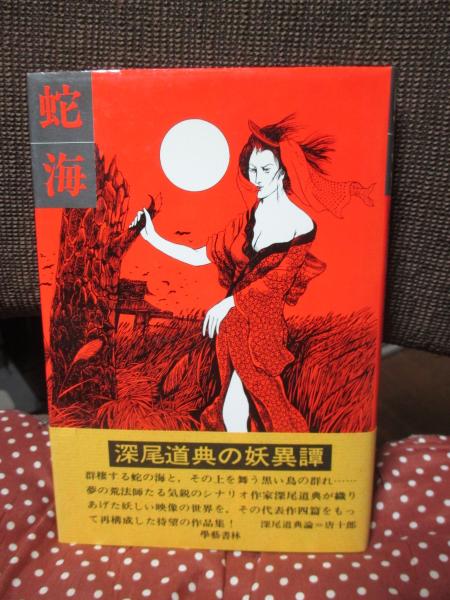 蛇海
深尾道典の妖異譚
群棲する蛇の海と、その上を舞う黒い鳥の群れ……
夢の荒法師たる気鋭のシナリオ作家深尾道典が織り
あげた妖しい映像の世界を、その代表作四篇をもっ
て再構成した待望の作品集！　深尾道典論＝唐十郎
學藝書林